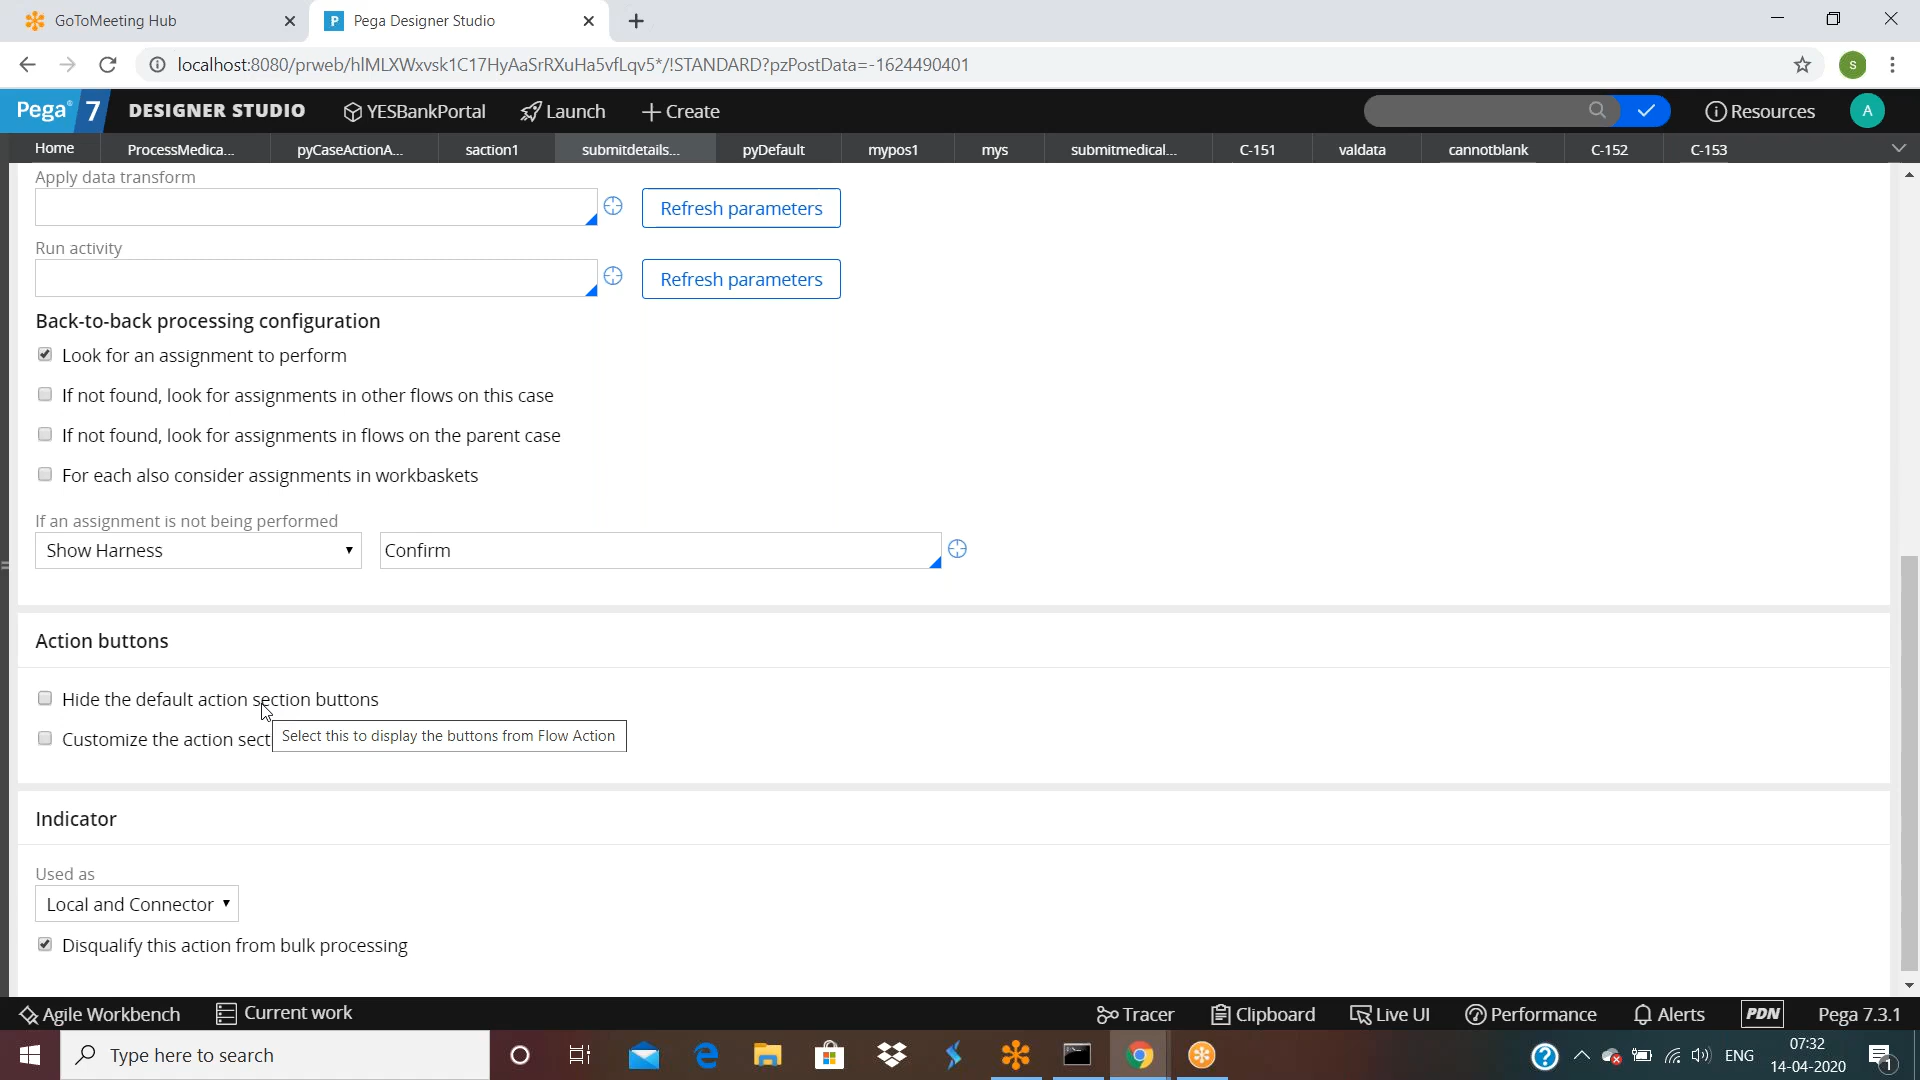 GoToMeeting Hub
P Pega Designer Studio
localhost:8080/prweb/hIMLXWxvsk1C17HyAaSrRXuHa5vfLqv5*/!STANDARD?pzPostData=-1624490401
s
Pega 7 DESIGNER STUDIO YESBankPortal Launch Create Resources A
Home ProcessMedica... pyCaseActionA... saction1 submitdetails... pyDefault mypos1 mys submitmedical... C-151 valdata cannotblank C-152 C-153
Apply data transform
Refresh parameters
Run activity
Refresh parameters
Back-to-back processing configuration
Look for an assignment to perform
If not found, look for assignments in other flows on this case
If not found, look for assignments in flows on the parent case
For each also consider assignments in workbaskets
If an assignment is not being performed
Show Harness Confirm
Action buttons
Hide the default action section buttons
Customize the action sect
Select this to display the buttons from Flow Action
Indicator
Used as
Local and Connector
Disqualify this action from bulk processing
Agile Workbench Current work Tracer Clipboard Live UI Performance Alerts PDN Pega 7.3.1
Type here to search
ENG
07:32
14-04-2020
1